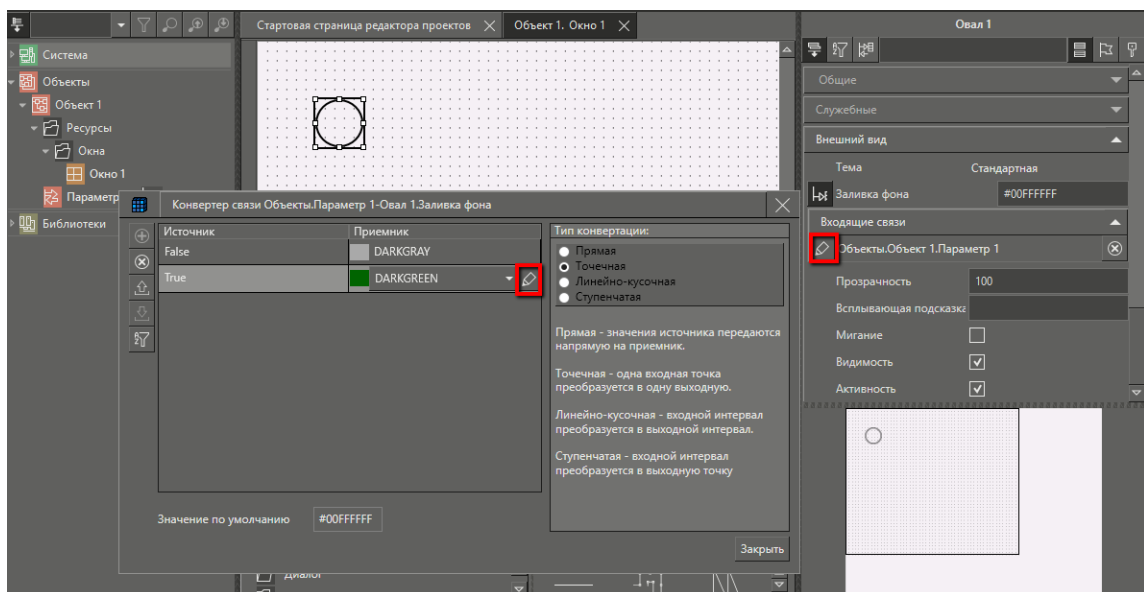 Стартовая страница редактора проектов
Объект 1. Окно 1
Овал 1
Система
Объекты
Объект 1
Ресурсы
Окна
Окно 1
Параметр
Библиотеки
Общие
Служебные
Внешний вид
Тема
Стандартная
Заливка фона
#00FFFFFF
Входящие связи
Объекты.Объект 1.Параметр 1
Прозрачность
100
Всплывающая подсказка
Мигание
Видимость
Активность
Конвертер связи Объекты.Параметр 1-Овал 1.Заливка фона
Источник
Приемник
False
DARKGRAY
True
DARKGREEN
Значение по умолчанию
#00FFFFFF
Тип конвертации:
Прямая
Точечная
Линейно-кусочная
Ступенчатая
Прямая - значения источника передаются
напрямую на приемник.
Точечная - одна входная точка
преобразуется в одну выходную.
Линейно-кусочная - входной интервал
преобразуется в выходной интервал.
Ступенчатая - входной интервал
преобразуется в выходную точку
Закрыть
Диалог